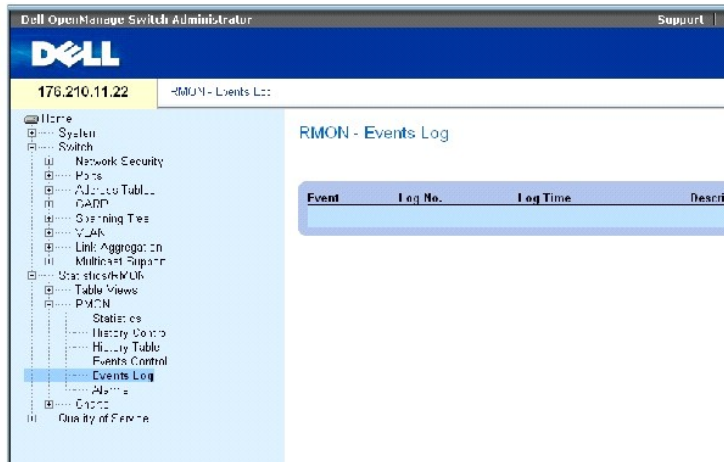 Dell OpenManage Switch Administrator
Support
DELL
176.210.11.22
RMON - Events Log
Home
System
Switch
Network Security
Ports
Address Tables
GARP
Spanning Tree
VLAN
Link Aggregation
Multicast Support
Statistics/RMON
Table Views
RMON
Statistics
History Control
History Table
Events Control
Events Log
Alarms
Charts
Quality of Service
RMON - Events Log
Event Log No. Log Time Descri